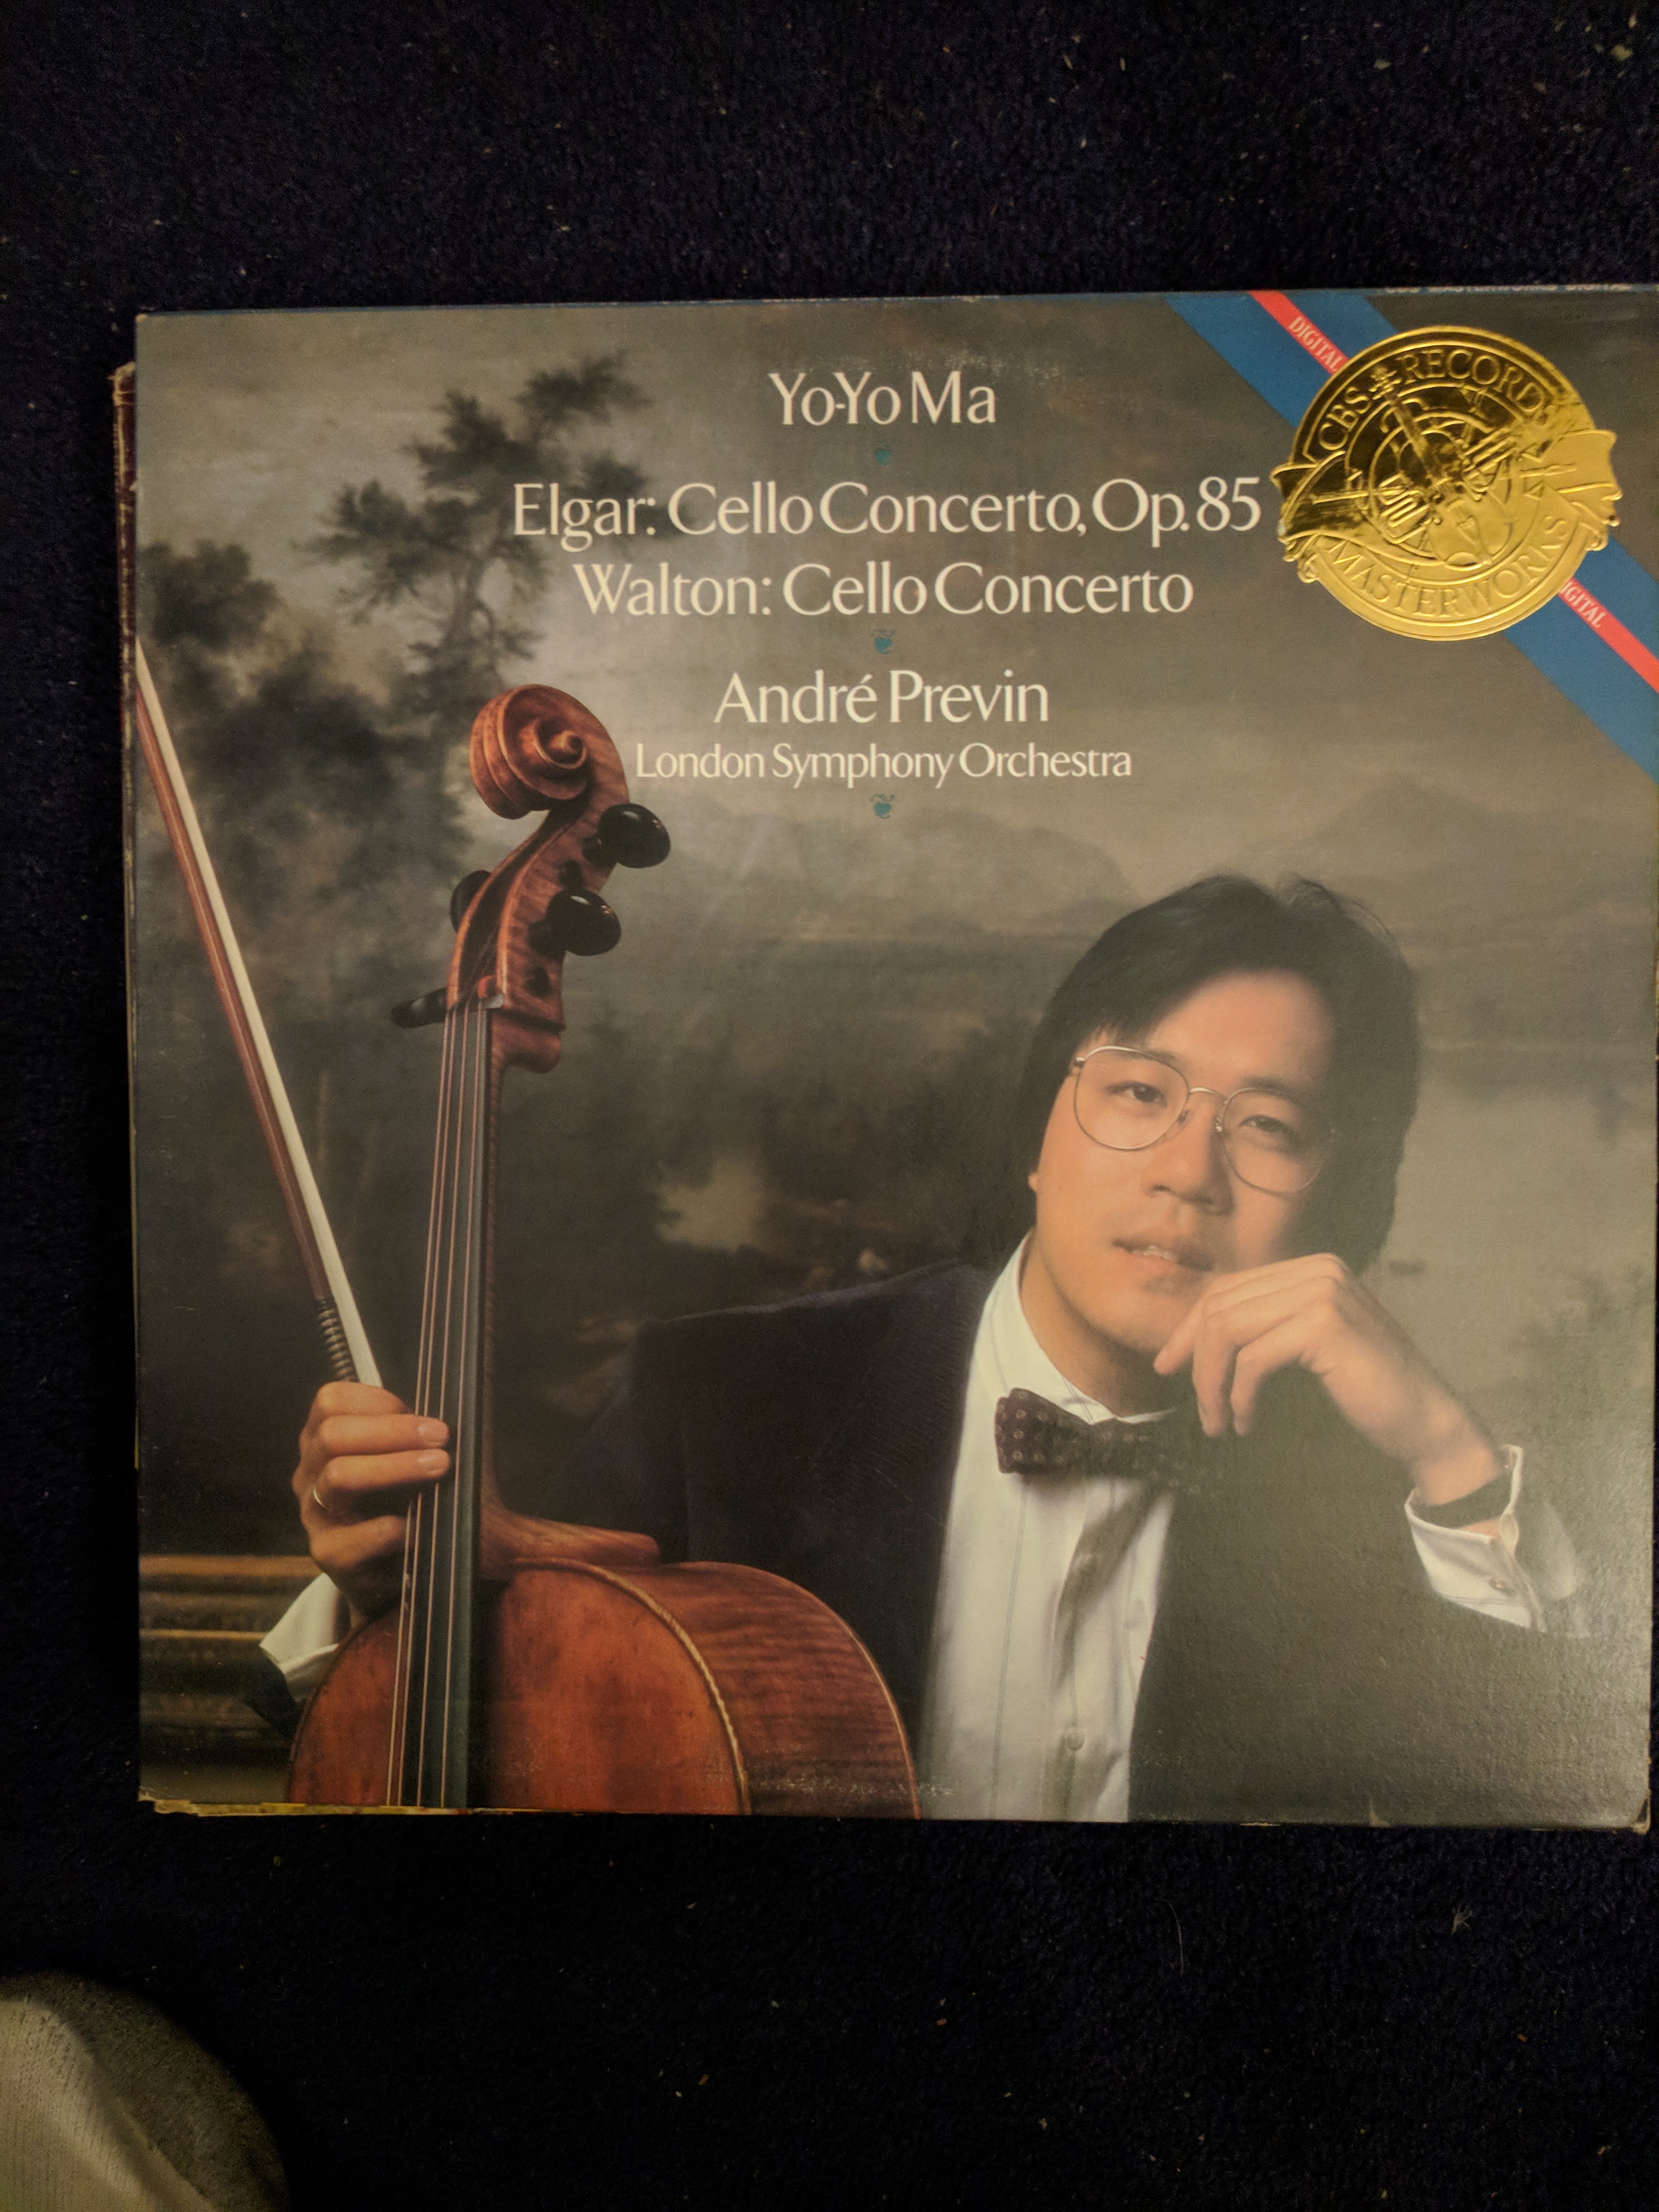 DIGITAL
CBS RECORDS
MASTERWORKS
Yo-Yo Ma
Elgar: Cello Concerto, Op. 85
Walton: Cello Concerto
André Previn
London Symphony Orchestra
IGITAL